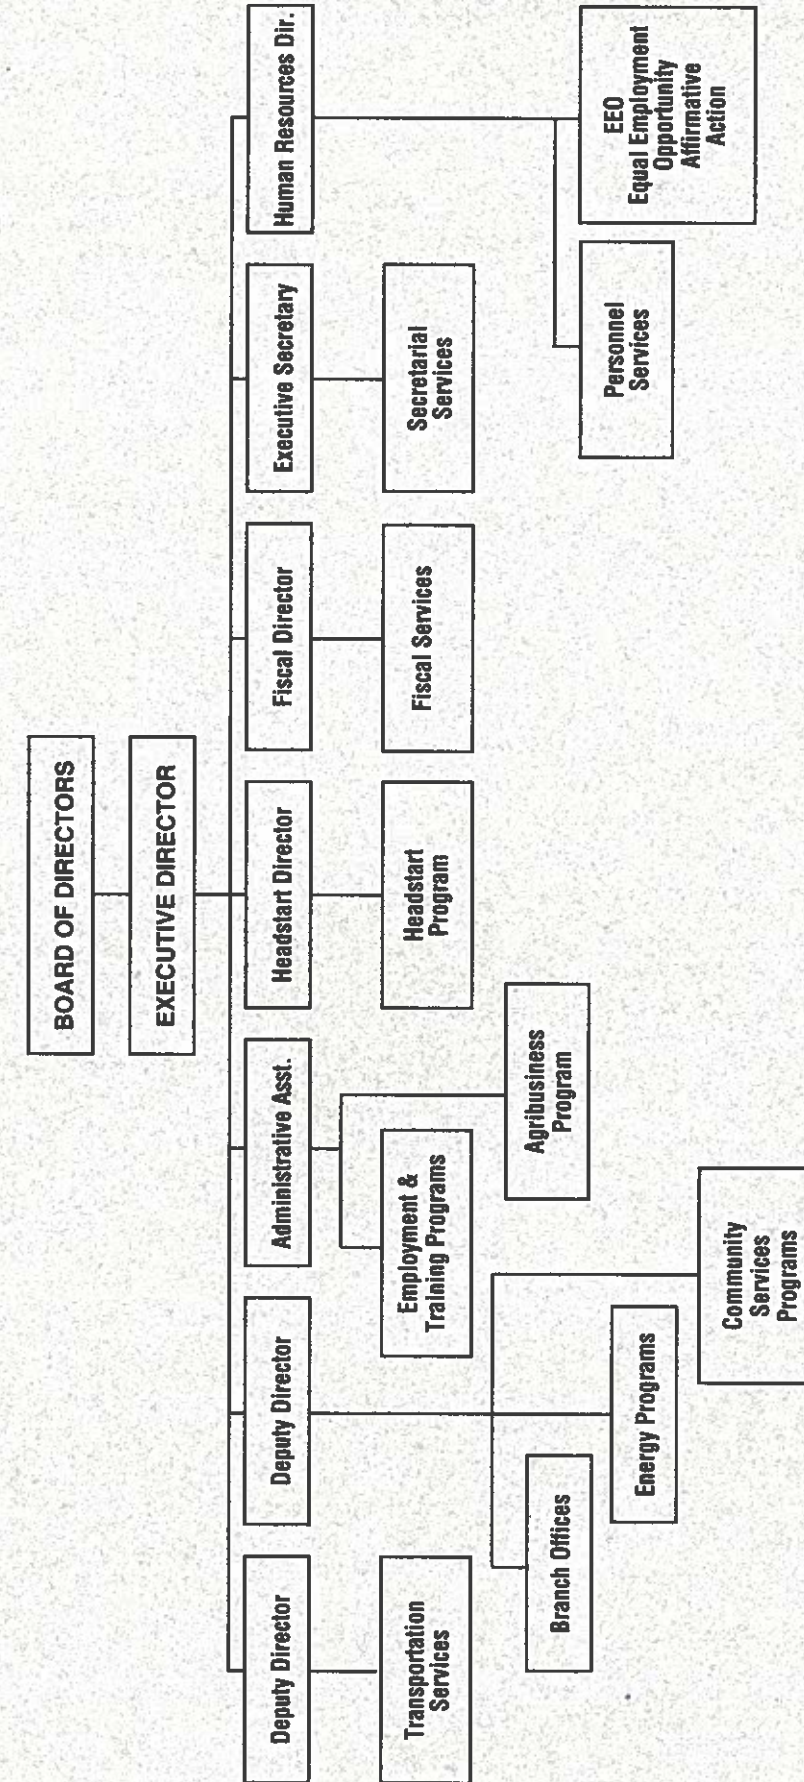 BOARD OF DIRECTORS
EXECUTIVE DIRECTOR
Deputy Director
Deputy Director
Administrative Asst.
Headstart Director
Fiscal Director
Executive Secretary
Human Resources Dir.
Transportation
Services
Employment &
Training Programs
Headstart
Program
Fiscal Services
Secretarial
Services
Branch Offices
Agribusiness
Program
Personnel
Services
EEO
Equal Employment
Opportunity
Affirmative
Action
Energy Programs
Community
Services
Programs